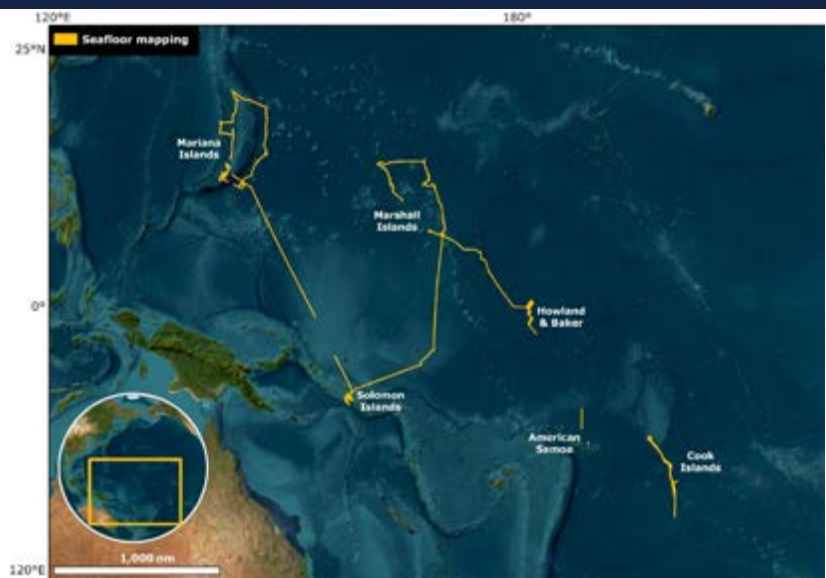 120°E
180°
25°N
Seafloor mapping
Mariana
Islands
Marshall
Islands
0°
Howland
& Baker
Solomon
Islands
American
Samoa
Cook
Islands
1,000 nm
120°E